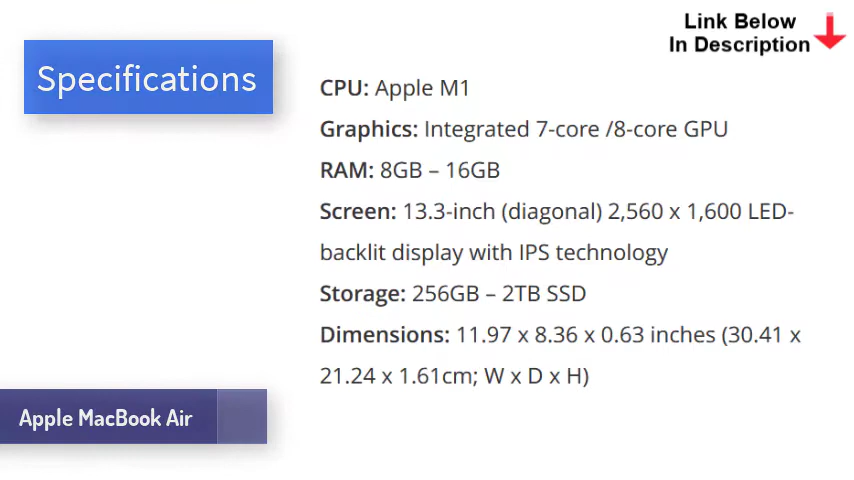 Link Below
In Description
Specifications
CPU: Apple M1
Graphics: Integrated 7-core /8-core GPU
RAM: 8GB – 16GB
Screen: 13.3-inch (diagonal) 2,560 x 1,600 LED-
backlit display with IPS technology
Storage: 256GB – 2TB SSD
Dimensions: 11.97 x 8.36 x 0.63 inches (30.41 x
21.24 x 1.61cm; W x D x H)
Apple MacBook Air